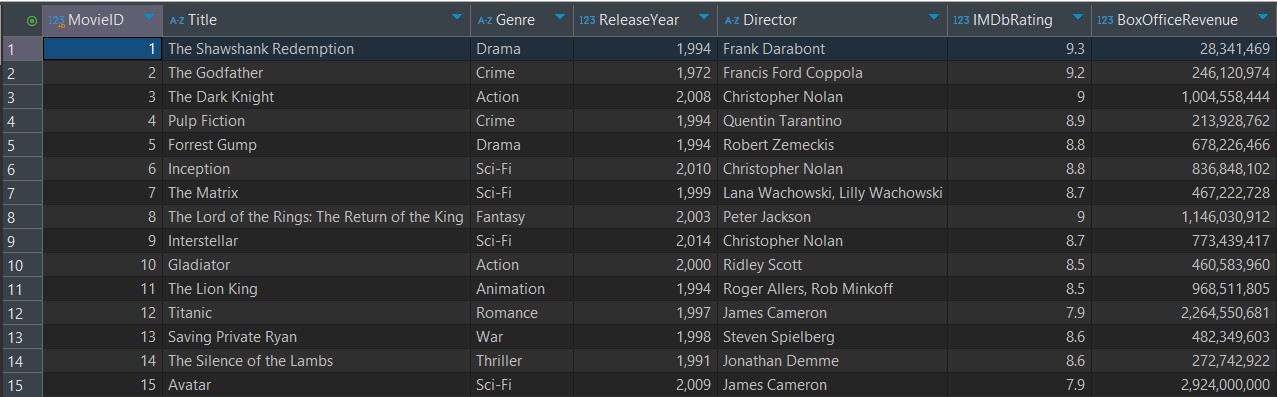 123 MovieID A-Z Title A-Z Genre 123 ReleaseYear A-Z Director 123 IMDbRating 123 BoxOfficeRevenue
1 1 The Shawshank Redemption Drama 1,994 Frank Darabont 9.3 28,341,469
2 2 The Godfather Crime 1,972 Francis Ford Coppola 9.2 246,120,974
3 3 The Dark Knight Action 2,008 Christopher Nolan 9 1,004,558,444
4 4 Pulp Fiction Crime 1,994 Quentin Tarantino 8.9 213,928,762
5 5 Forrest Gump Drama 1,994 Robert Zemeckis 8.8 678,226,466
6 6 Inception Sci-Fi 2,010 Christopher Nolan 8.8 836,848,102
7 7 The Matrix Sci-Fi 1,999 Lana Wachowski, Lilly Wachowski 8.7 467,222,728
8 8 The Lord of the Rings: The Return of the King Fantasy 2,003 Peter Jackson 9 1,146,030,912
9 9 Interstellar Sci-Fi 2,014 Christopher Nolan 8.7 773,439,417
10 10 Gladiator Action 2,000 Ridley Scott 8.5 460,583,960
11 11 The Lion King Animation 1,994 Roger Allers, Rob Minkoff 8.5 968,511,805
12 12 Titanic Romance 1,997 James Cameron 7.9 2,264,550,681
13 13 Saving Private Ryan War 1,998 Steven Spielberg 8.6 482,349,603
14 14 The Silence of the Lambs Thriller 1,991 Jonathan Demme 8.6 272,742,922
15 15 Avatar Sci-Fi 2,009 James Cameron 7.9 2,924,000,000